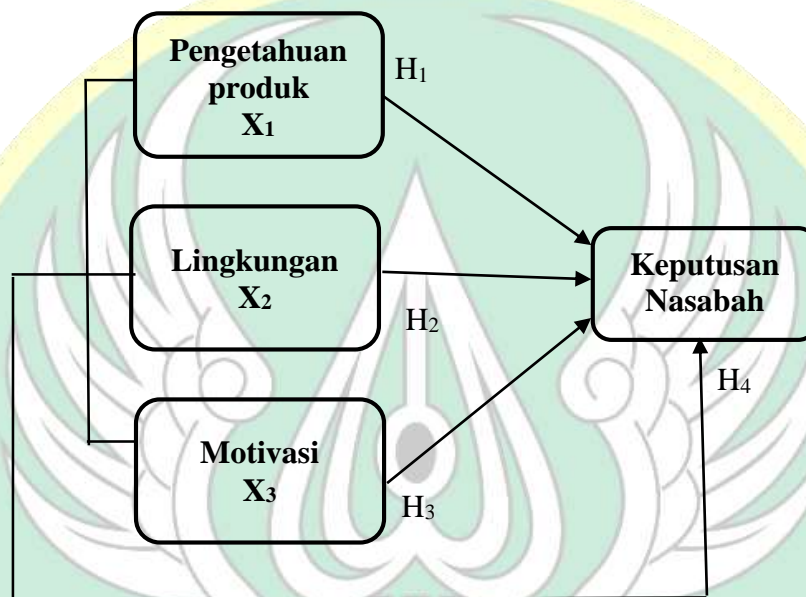 Pengetahuan
produk
X₁
H₁
Lingkungan
X₂
H₂
Keputusan
Nasabah
Motivasi
X₃
H₃
H₄